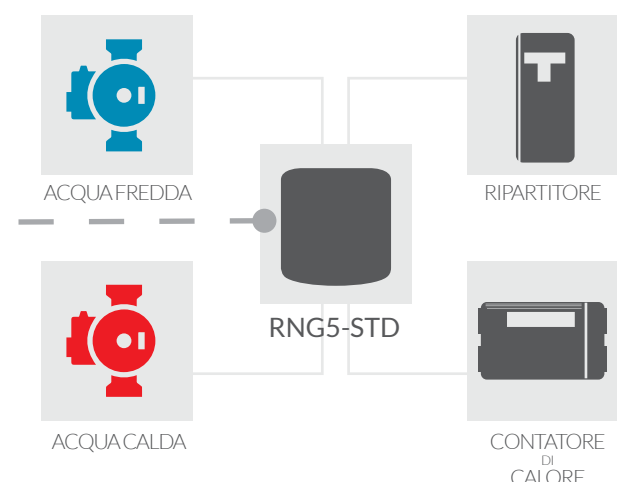 ACQUA FREDDA
RIPARTITORE
RNG5-STD
ACQUA CALDA
CONTATORE
DI
CALORE